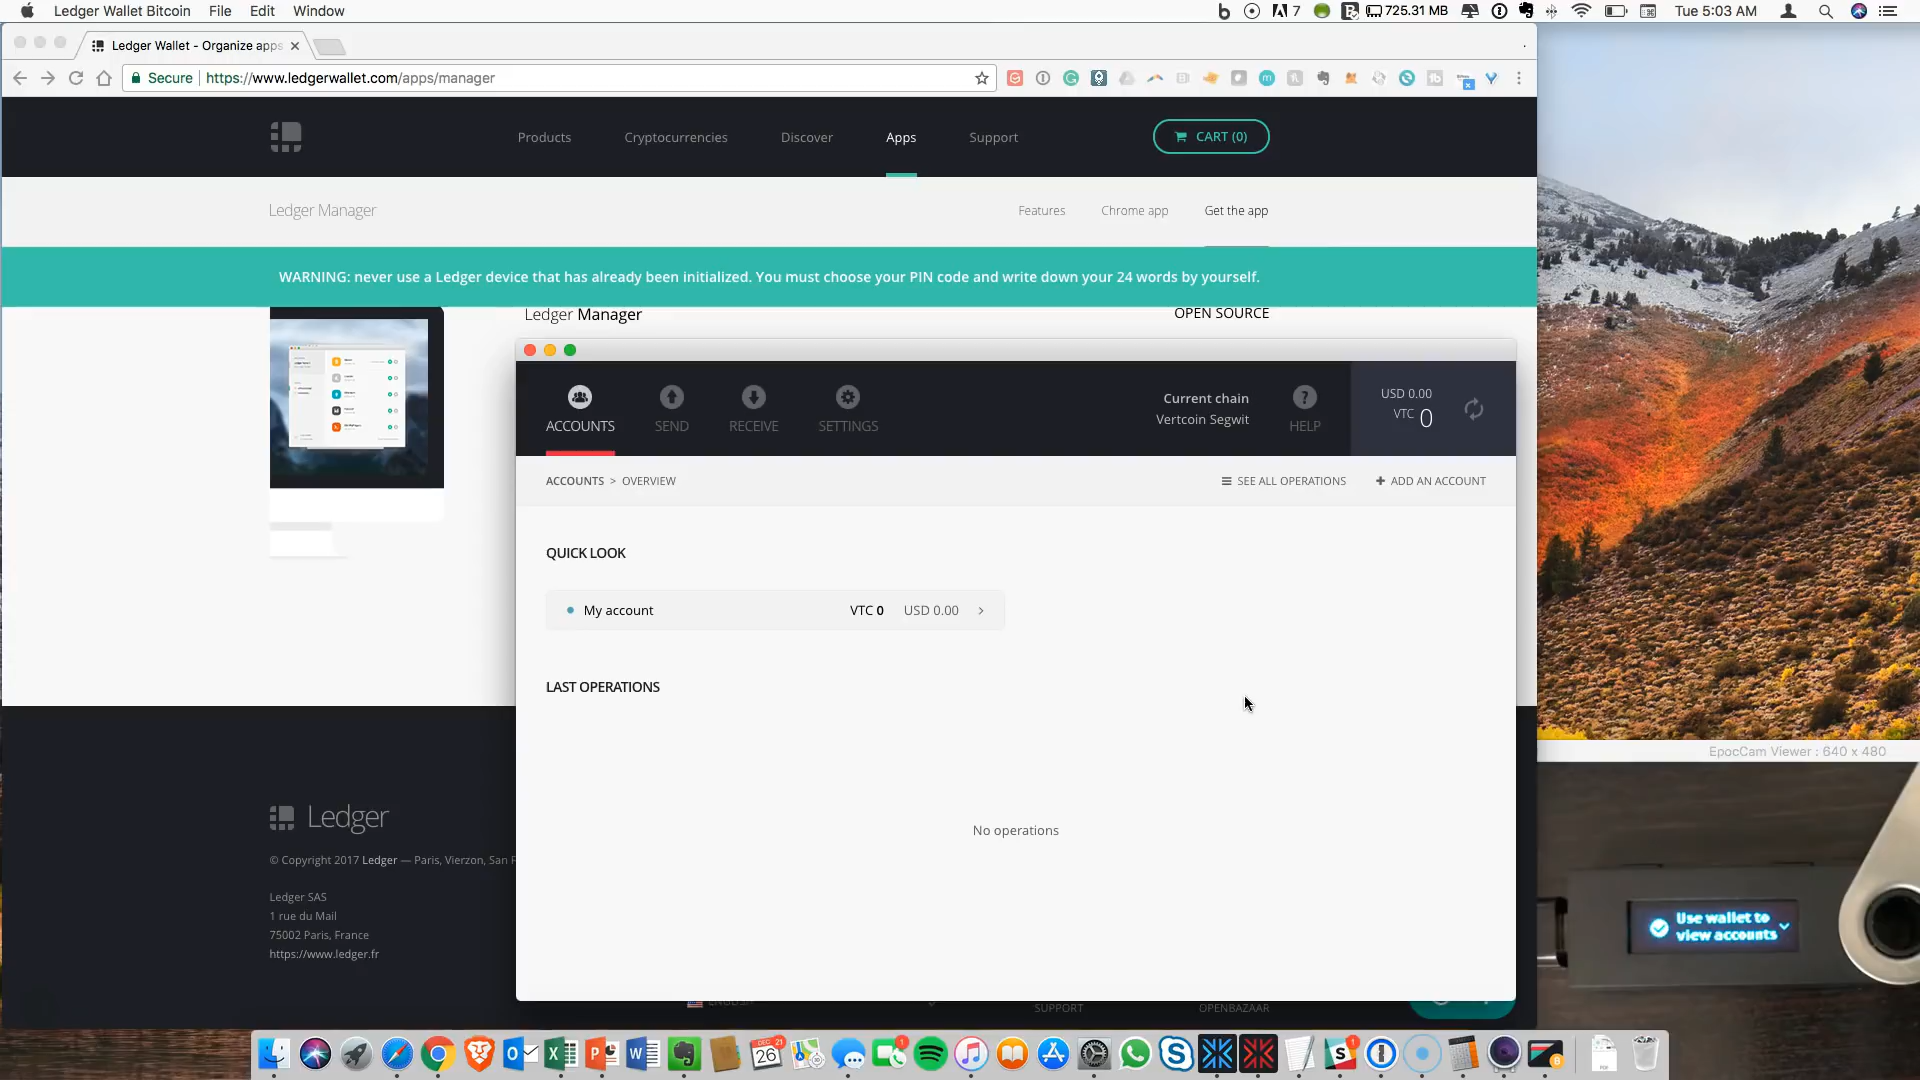 Ledger Wallet Bitcoin File Edit Window
7 725.31 MB Tue 5:03 AM
Ledger Wallet - Organize apps
Secure https://www.ledgerwallet.com/apps/manager
Products Cryptocurrencies Discover Apps Support CART (0)
Ledger Manager Features Chrome app Get the app
WARNING: never use a Ledger device that has already been initialized. You must choose your PIN code and write down your 24 words by yourself.
Ledger Manager OPEN SOURCE
ACCOUNTS SEND RECEIVE SETTINGS
Current chain
Vertcoin Segwit
HELP
USD 0.00
VTC 0
ACCOUNTS > OVERVIEW SEE ALL OPERATIONS + ADD AN ACCOUNT
QUICK LOOK
My account VTC 0 USD 0.00 >
LAST OPERATIONS
No operations
EpocCam Viewer : 640 x 480
Use wallet to
view accounts
Ledger
© Copyright 2017 Ledger — Paris, Vierzon, San F
Ledger SAS
1 rue du Mail
75002 Paris, France
https://www.ledger.fr
SUPPORT OPENBAZAAR
DEC 21
26